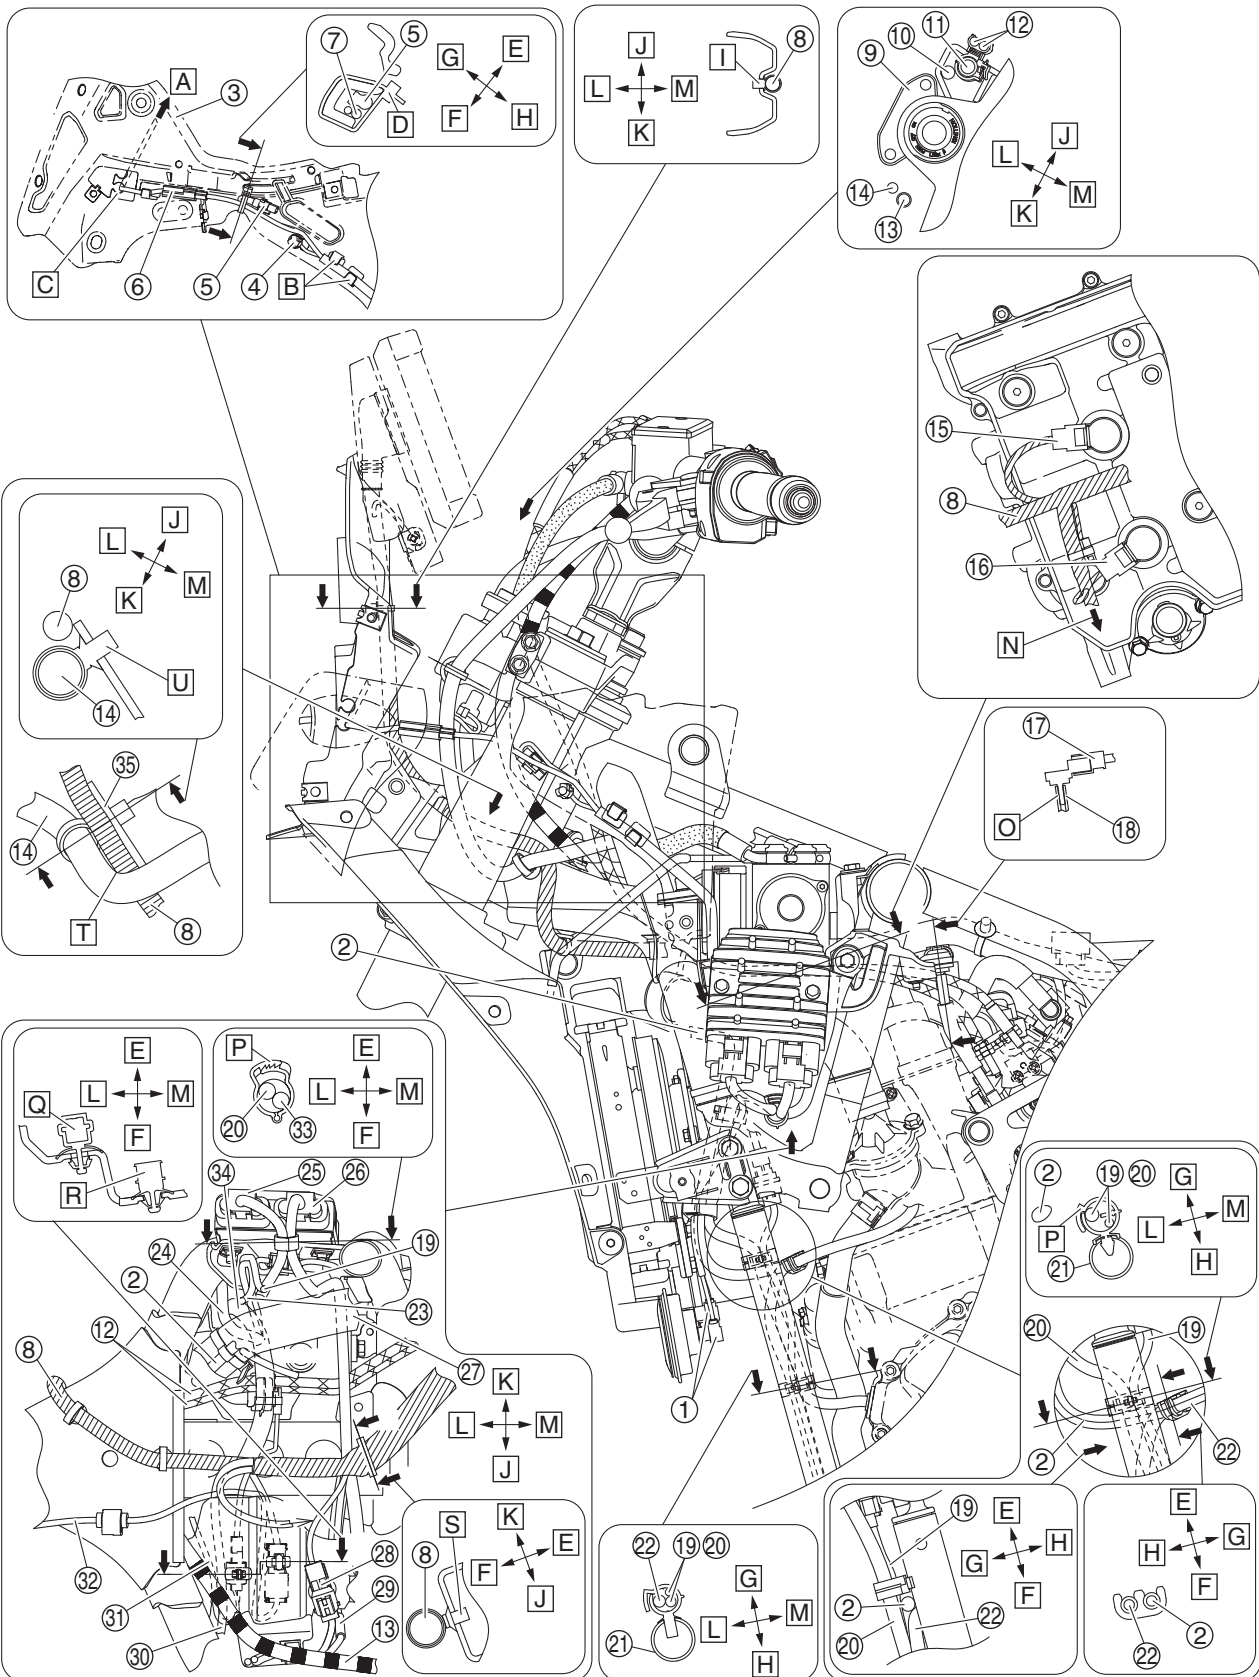 A
③
C
⑥
⑤
④
B
⑦
⑤
D
G
E
F
H
J
L
M
K
I
⑧
⑨
⑩
⑪
⑫
L
J
K
M
⑭
⑬
⑮
⑧
⑯
N
⑰
O
⑱
J
L
K
M
⑧
U
⑭
㉟
⑭
T
⑧
②
E
L
M
Q
F
R
P
⑳
㉝
E
L
M
F
㉞
㉕
㉖
㉔
⑲
②
㉓
⑫
⑧
㉗
K
L
M
J
㉜
㉛
㉚
㉘
㉙
⑬
S
⑧
K
F
E
J
①
㉒
⑲
⑳
㉑
G
L
M
H
②
⑲
⑳
P
㉑
G
L
M
H
⑳
⑲
②
㉒
⑲
E
G
H
F
②
⑳
㉒
E
H
G
F
㉒
②